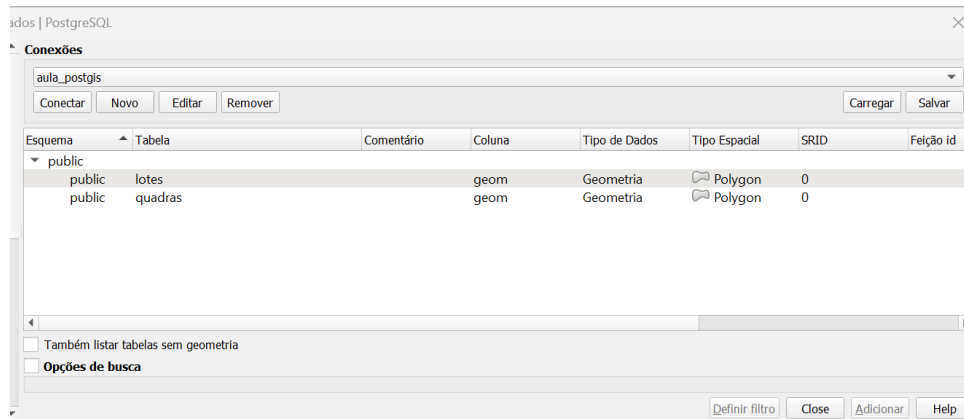 ados | PostgreSQL
Conexões
aula_postgis
Conectar Novo Editar Remover Carregar Salvar
Esquema Tabela Comentário Coluna Tipo de Dados Tipo Espacial SRID Feição id
public
public lotes geom Geometria Polygon 0
public quadras geom Geometria Polygon 0
Também listar tabelas sem geometria
Opções de busca
Definir filtro Close Adicionar Help